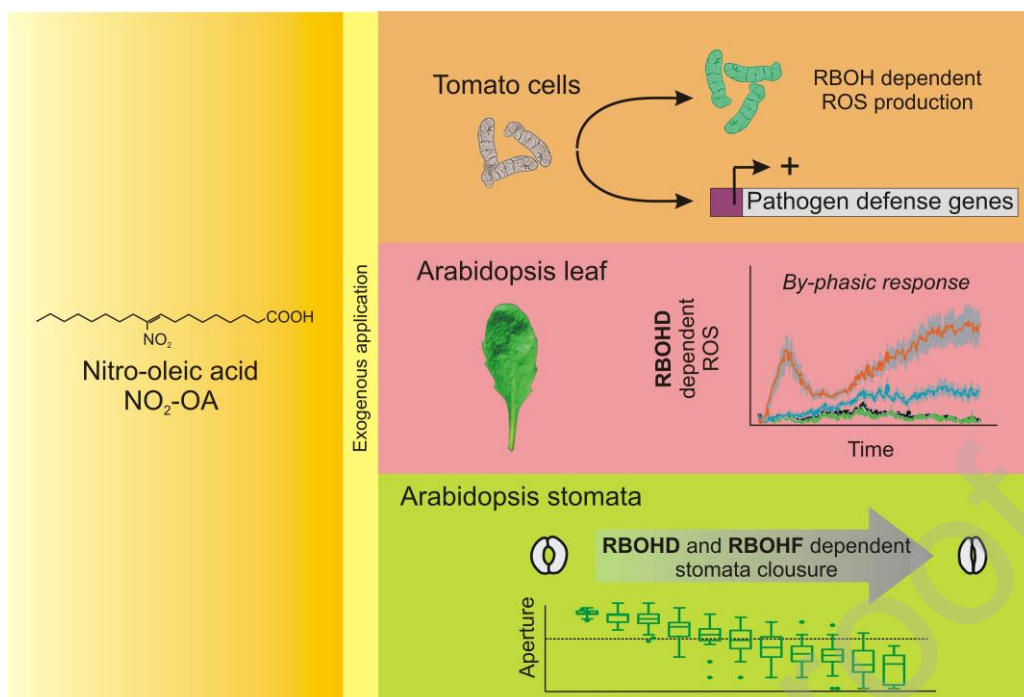 COOH
NO₂
Nitro-oleic acid
NO₂-OA
Exogenous application
Tomato cells
RBOH dependent
ROS production
+
Pathogen defense genes
Arabidopsis leaf
RBOHD
dependent
ROS
By-phasic response
Time
Arabidopsis stomata
RBOHD and RBOHF dependent
stomata clousure
Aperture